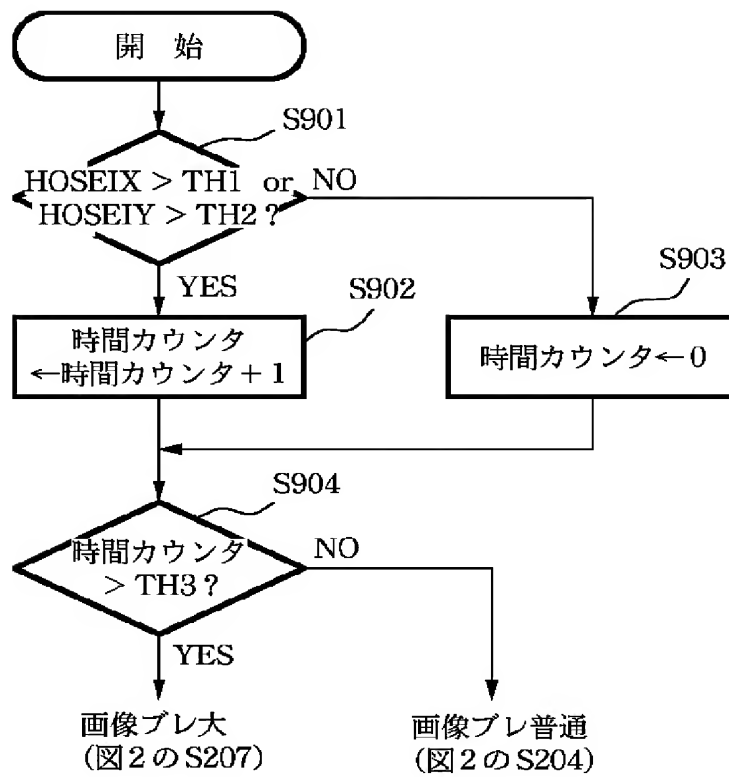 開　始
S901
HOSEIX > TH1 or
HOSEIY > TH2？
NO
YES
S902
S903
時間カウンタ
←時間カウンタ＋1
時間カウンタ←0
S904
時間カウンタ
> TH3？
NO
YES
画像ブレ大
（図2のS207）
画像ブレ普通
（図2のS204）